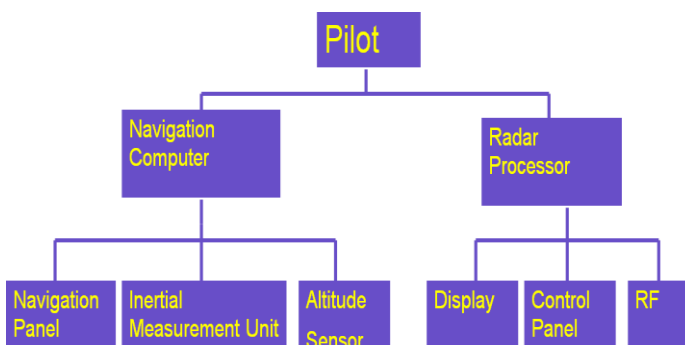 Pilot
Navigation
Computer
Radar
Processor
Navigation
Panel
Inertial
Measurement Unit
Altitude
Sensor
Display
Control
Panel
RF